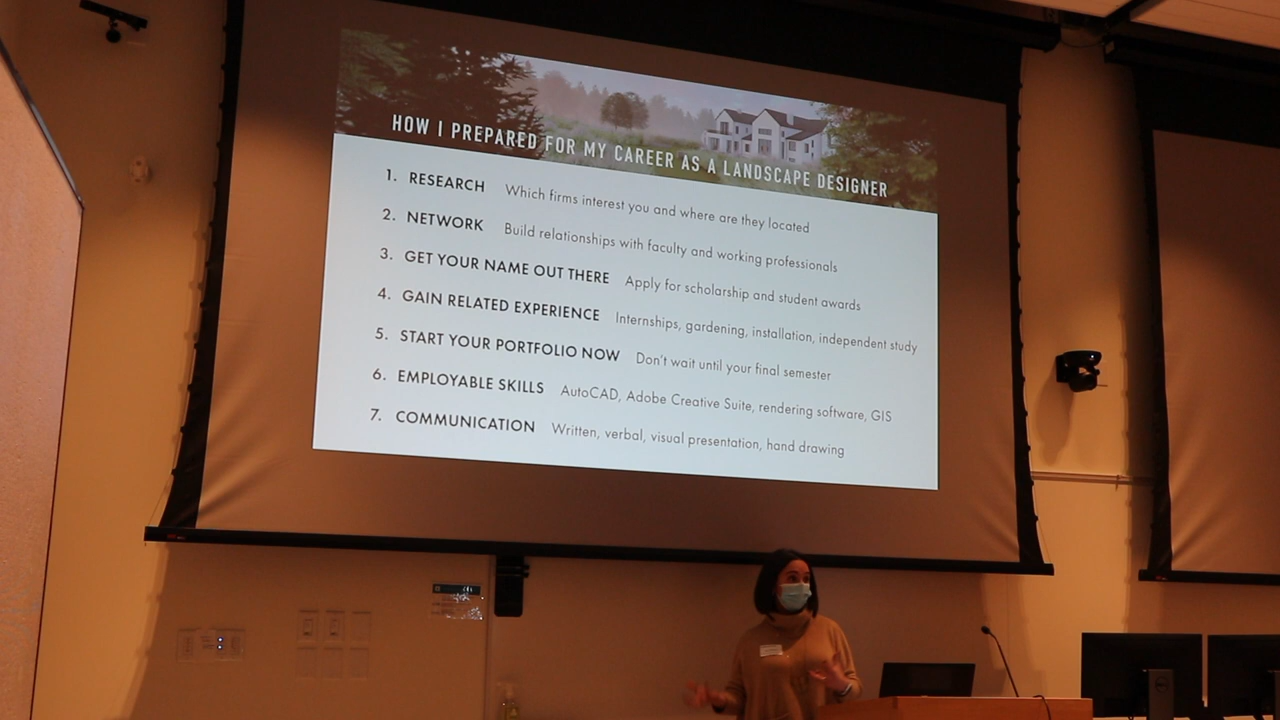 HOW I PREPARED FOR MY CAREER AS A LANDSCAPE DESIGNER
1. RESEARCH Which firms interest you and where are they located
2. NETWORK Build relationships with faculty and working professionals
3. GET YOUR NAME OUT THERE Apply for scholarship and student awards
4. GAIN RELATED EXPERIENCE Internships, gardening, installation, independent study
5. START YOUR PORTFOLIO NOW Don't wait until your final semester
6. EMPLOYABLE SKILLS AutoCAD, Adobe Creative Suite, rendering software, GIS
7. COMMUNICATION Written, verbal, visual presentation, hand drawing